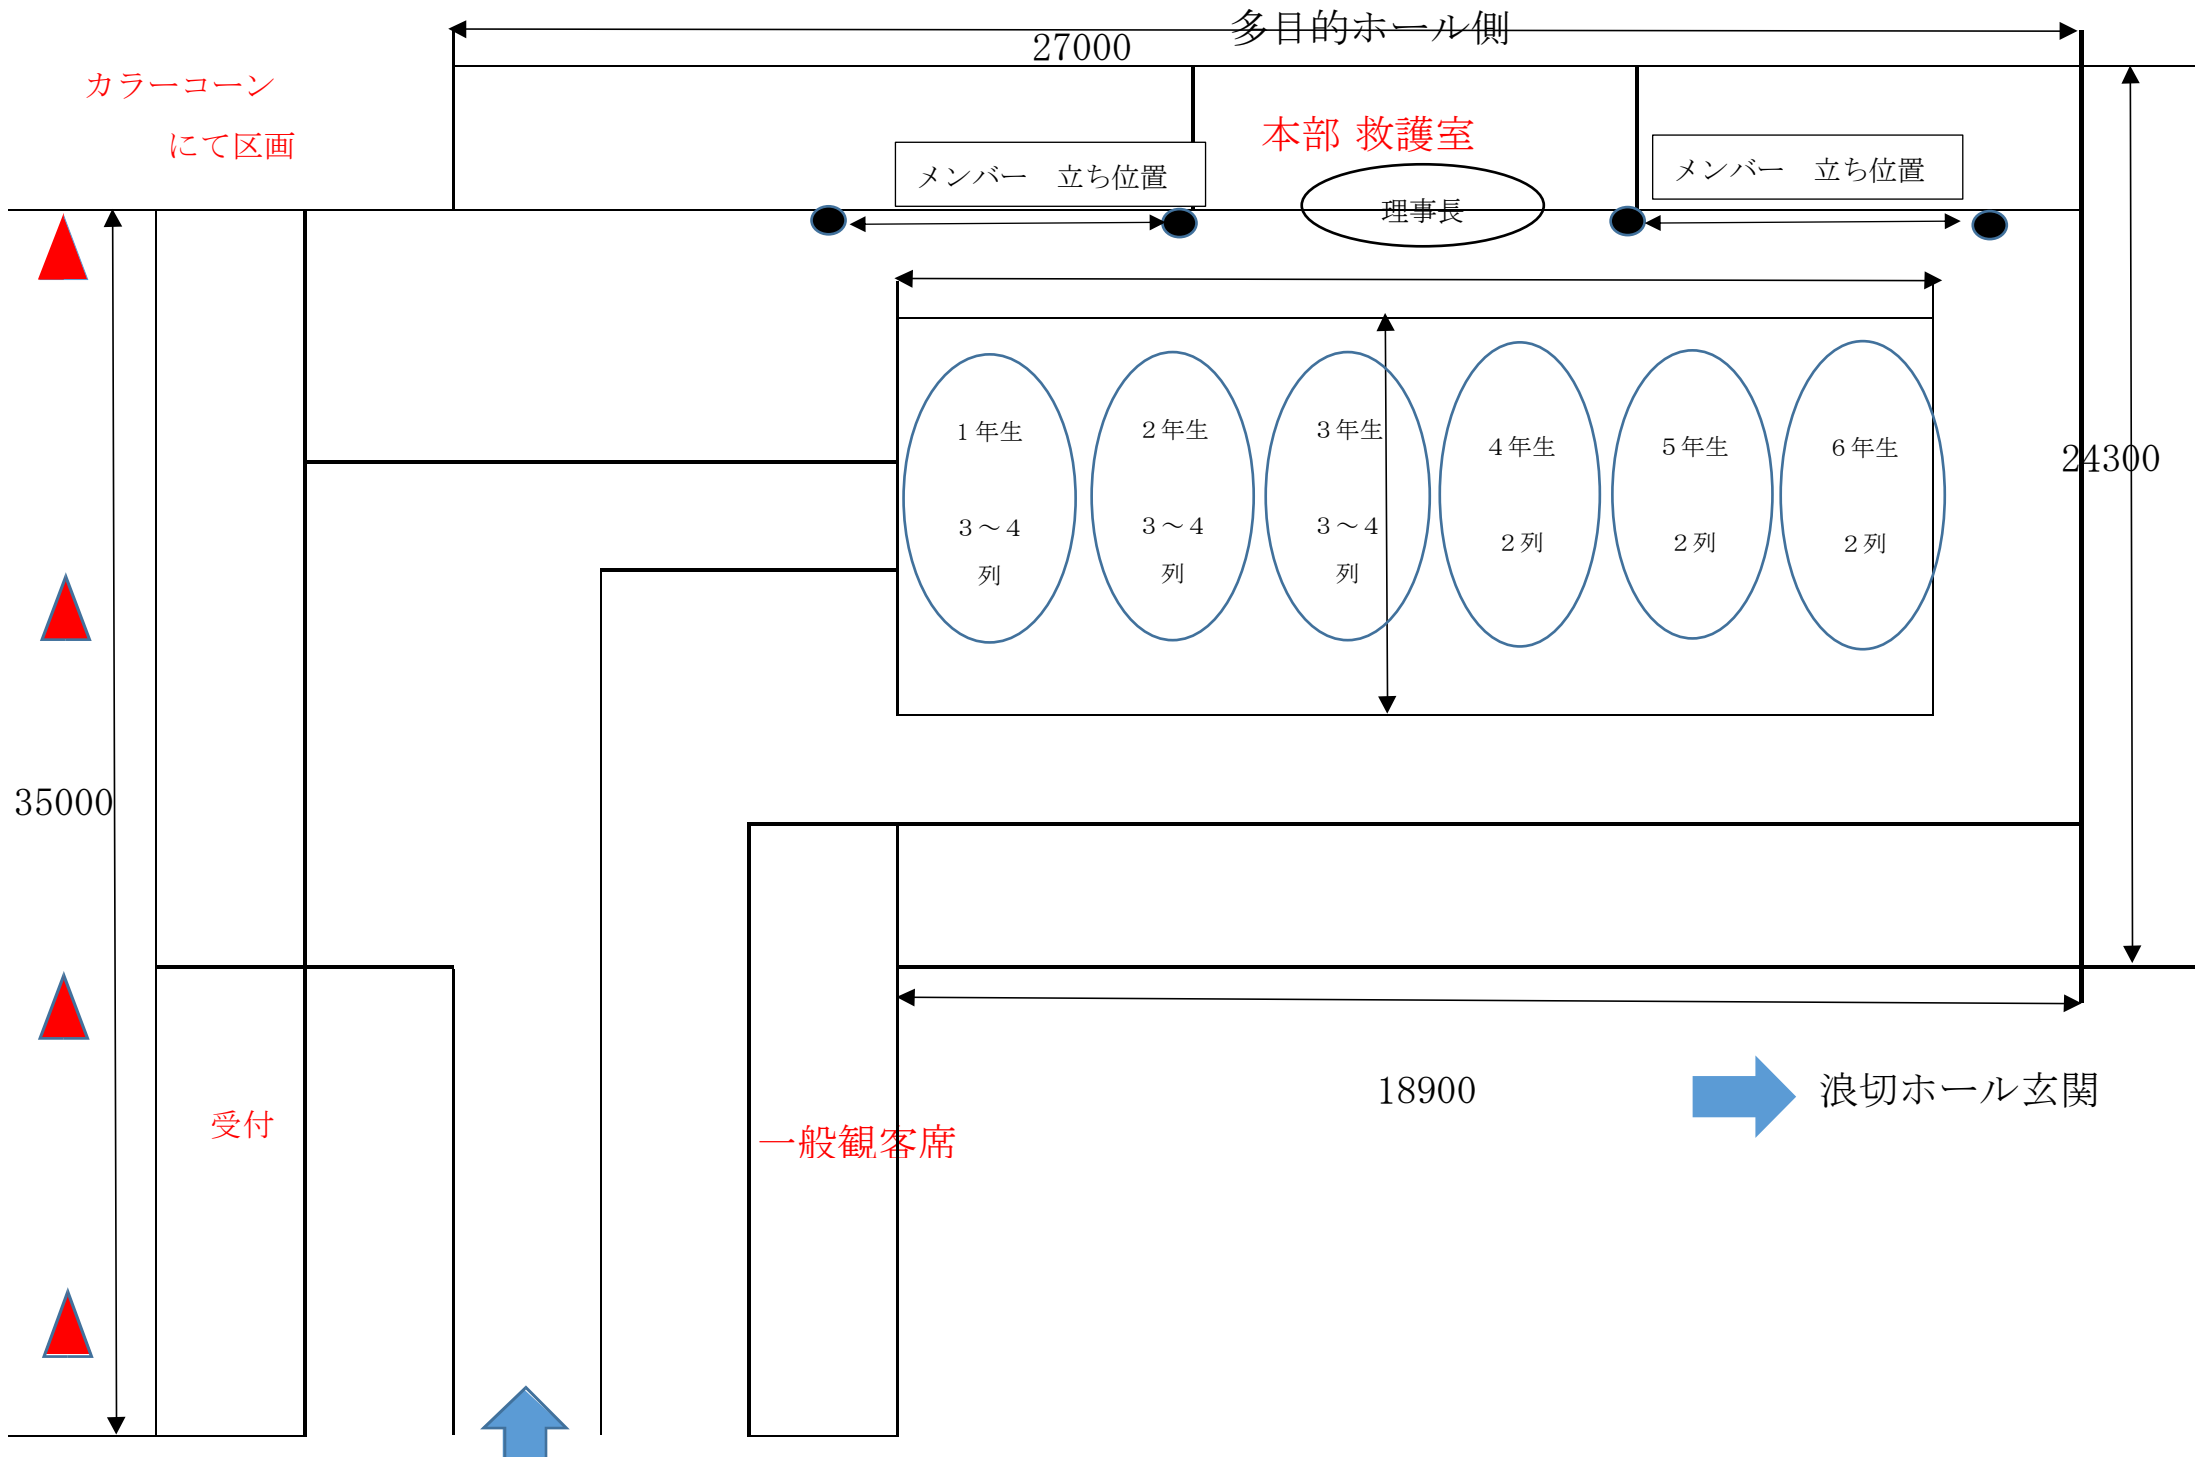 多目的ホール側
27000
カラーコーン
にて区画
本部 救護室
メンバー　立ち位置
メンバー　立ち位置
理事長
１年生
３～４
列
２年生
３～４
列
３年生
３～４
列
４年生
２列
５年生
２列
６年生
２列
24300
35000
18900
浪切ホール玄関
受付
一般観客席